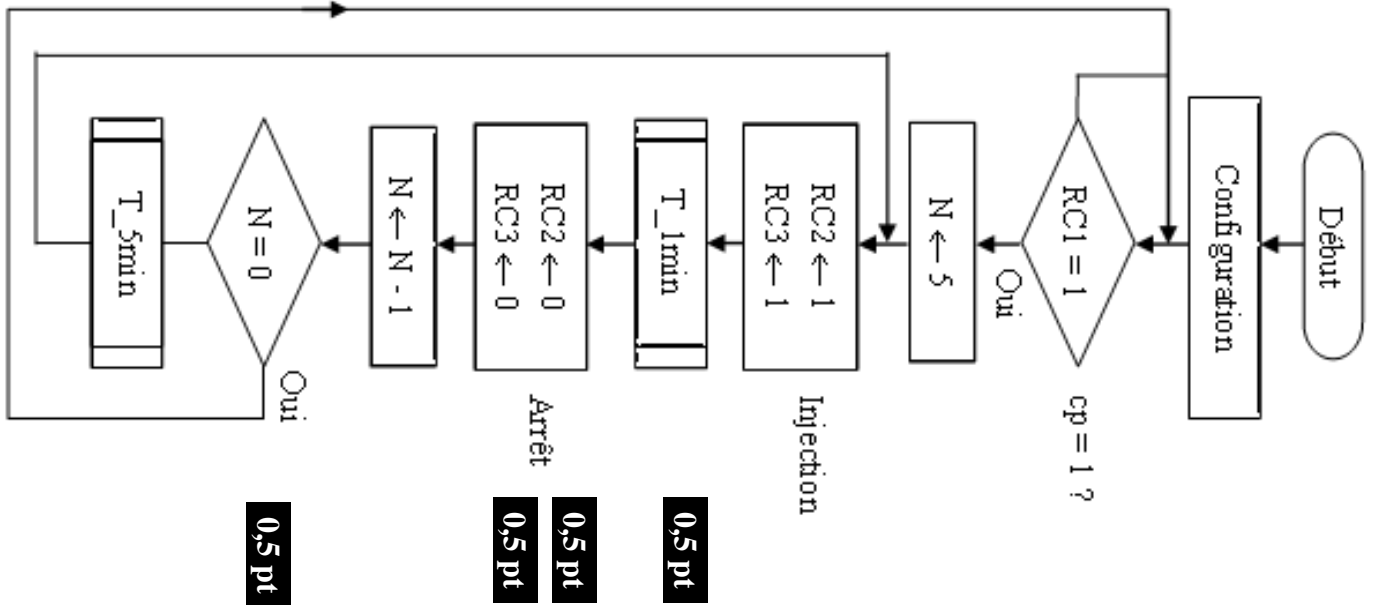 Début
Configuration
RC1 = 1
cp = 1 ?
Oui
N ← 5
RC2 ← 1
RC3 ← 1
Injection
T_1min
0,5 pt
RC2 ← 0
RC3 ← 0
Arrêt
0,5 pt
0,5 pt
N ← N - 1
N = 0
Oui
0,5 pt
T_5min